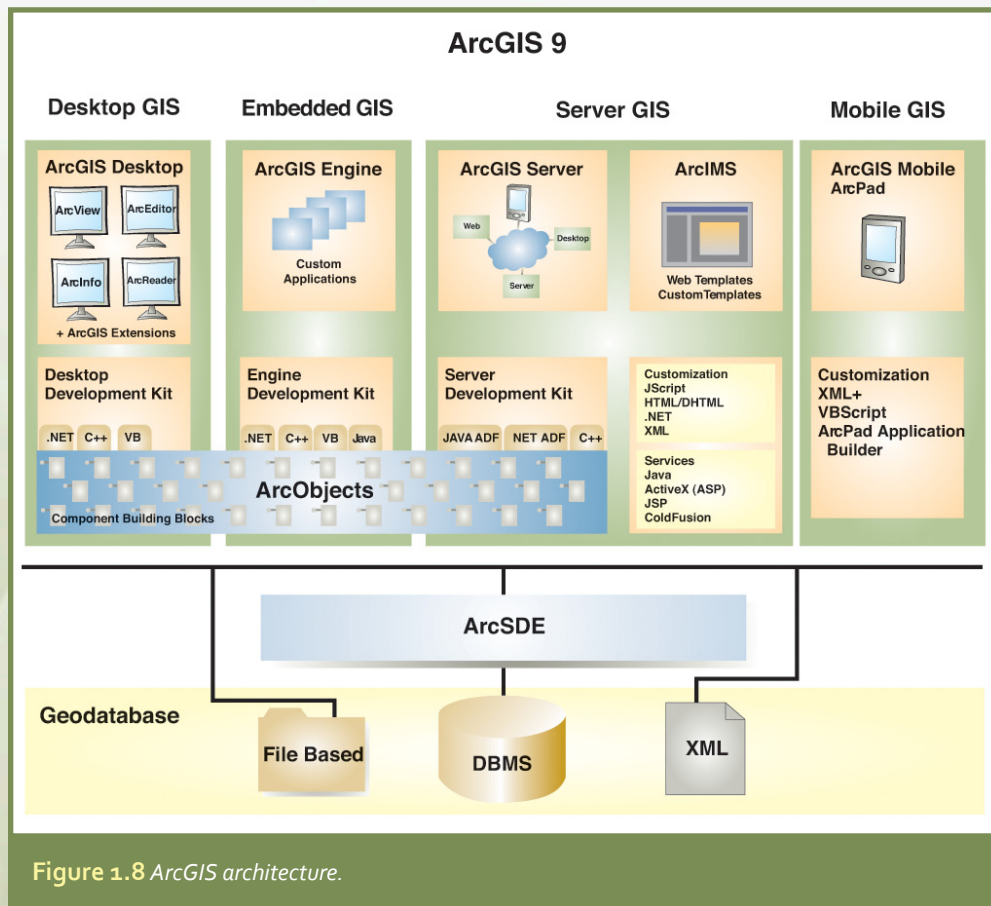 ArcGIS 9
Desktop GIS
Embedded GIS
Server GIS
Mobile GIS
ArcGIS Desktop
ArcView
ArcEditor
ArcInfo
ArcReader
+ ArcGIS Extensions
ArcGIS Engine
Custom
Applications
ArcGIS Server
Web
Desktop
Server
ArcIMS
Web Templates
CustomTemplates
ArcGIS Mobile
ArcPad
Desktop
Development Kit
.NET
C++
VB
Engine
Development Kit
.NET
C++
VB
Java
Server
Development Kit
JAVA ADF
NET ADF
C++
Customization
JScript
HTML/DHTML
.NET
XML
Services
Java
ActiveX (ASP)
JSP
ColdFusion
Customization
XML+
VBScript
ArcPad Application
Builder
ArcObjects
Component Building Blocks
ArcSDE
Geodatabase
File Based
DBMS
XML
Figure 1.8 ArcGIS architecture.